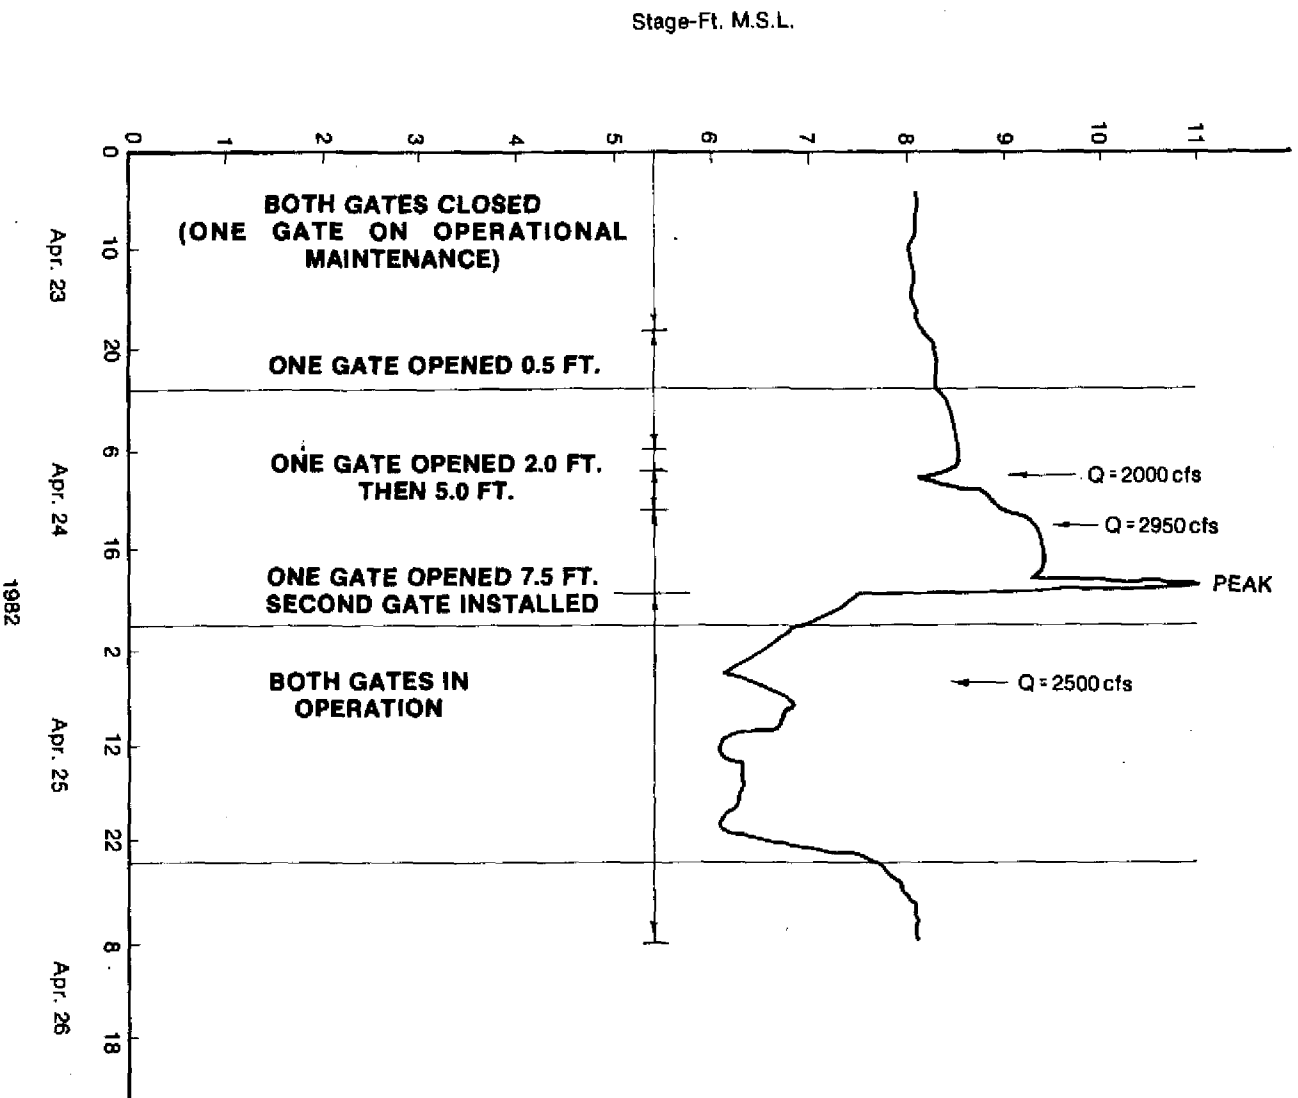 Stage-Ft. M.S.L.
0 1 2 3 4 5 6 7 8 9 10 11
0
BOTH GATES CLOSED
(ONE GATE ON OPERATIONAL
MAINTENANCE)
10
Apr. 23
20
ONE GATE OPENED 0.5 FT.
6
ONE GATE OPENED 2.0 FT.
THEN 5.0 FT.
Q = 2000 cfs
Apr. 24
Q = 2950 cfs
16
ONE GATE OPENED 7.5 FT.
SECOND GATE INSTALLED
PEAK
1982
2
BOTH GATES IN
OPERATION
Q = 2500 cfs
12
Apr. 25
22
8
Apr. 26
18